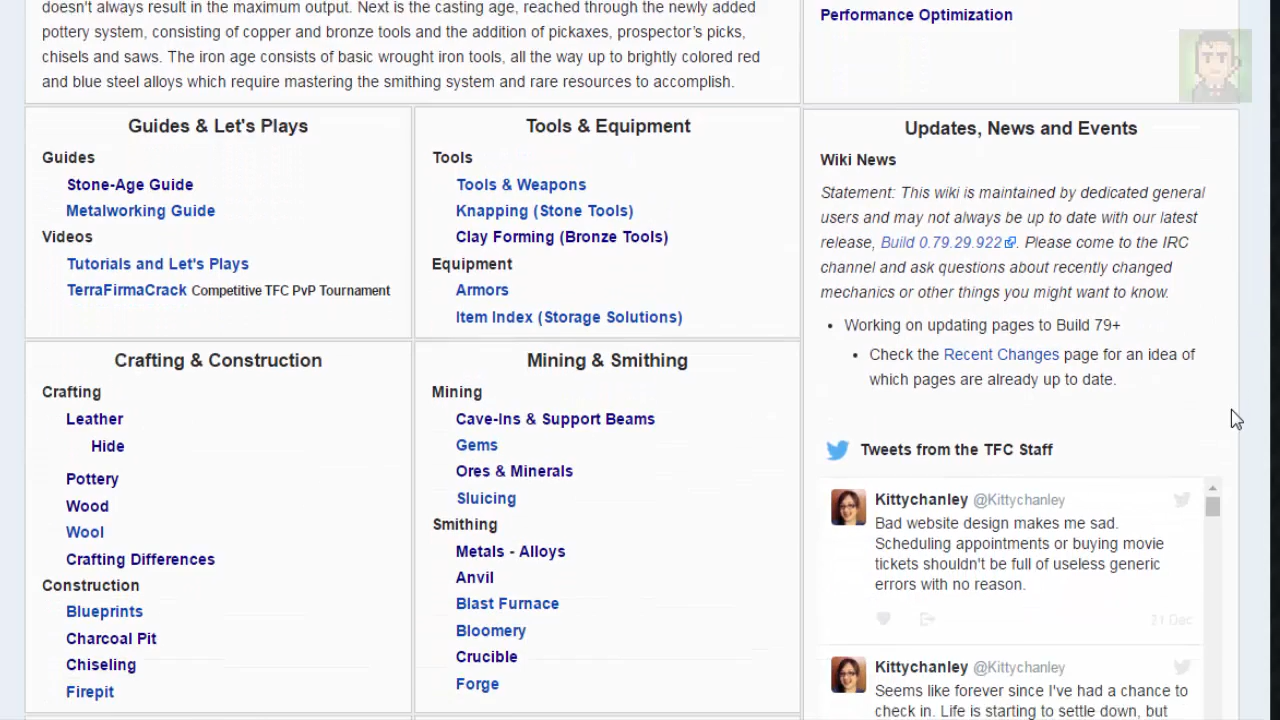 doesn't always result in the maximum output. Next is the casting age, reached through the newly added
pottery system, consisting of copper and bronze tools and the addition of pickaxes, prospector's picks,
chisels and saws. The iron age consists of basic wrought iron tools, all the way up to brightly colored red
and blue steel alloys which require mastering the smithing system and rare resources to accomplish.
Performance Optimization
Guides & Let's Plays
Guides
Stone-Age Guide
Metalworking Guide
Videos
Tutorials and Let's Plays
TerraFirmaCrack Competitive TFC PvP Tournament
Tools & Equipment
Tools
Tools & Weapons
Knapping (Stone Tools)
Clay Forming (Bronze Tools)
Equipment
Armors
Item Index (Storage Solutions)
Crafting & Construction
Crafting
Leather
Hide
Pottery
Wood
Wool
Crafting Differences
Construction
Blueprints
Charcoal Pit
Chiseling
Firepit
Mining & Smithing
Mining
Cave-Ins & Support Beams
Gems
Ores & Minerals
Sluicing
Smithing
Metals - Alloys
Anvil
Blast Furnace
Bloomery
Crucible
Forge
Updates, News and Events
Wiki News
Statement: This wiki is maintained by dedicated general
users and may not always be up to date with our latest
release, Build 0.79.29.922. Please come to the IRC
channel and ask questions about recently changed
mechanics or other things you might want to know.
Working on updating pages to Build 79+
Check the Recent Changes page for an idea of
which pages are already up to date.
Tweets from the TFC Staff
Kittychanley @Kittychanley
Bad website design makes me sad.
Scheduling appointments or buying movie
tickets shouldn't be full of useless generic
errors with no reason.
31 Dec
Kittychanley @Kittychanley
Seems like forever since I've had a chance to
check in. Life is starting to settle down, but